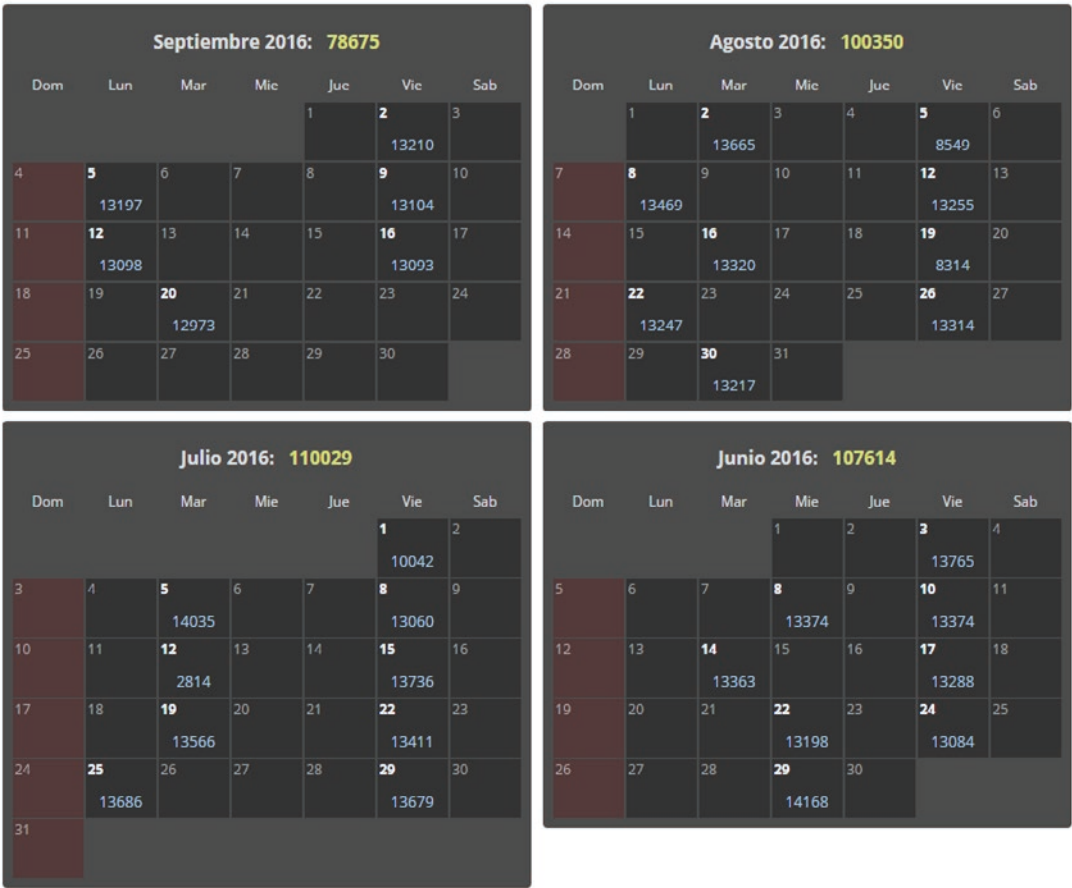 Septiembre 2016: 78675
Dom Lun Mar Mie Jue Vie Sab
1 2 3
13210
4 5 6 7 8 9 10
13197 13104
11 12 13 14 15 16 17
13098 13093
18 19 20 21 22 23 24
12973
25 26 27 28 29 30
Agosto 2016: 100350
Dom Lun Mar Mie Jue Vie Sab
1 2 3 4 5 6
13665 8549
7 8 9 10 11 12 13
13469 13255
14 15 16 17 18 19 20
13320 8314
21 22 23 24 25 26 27
13247 13314
28 29 30 31
13217
Julio 2016: 110029
Dom Lun Mar Mie Jue Vie Sab
1 2
10042
3 4 5 6 7 8 9
14035 13060
10 11 12 13 14 15 16
2814 13736
17 18 19 20 21 22 23
13566 13411
24 25 26 27 28 29 30
13686 13679
31
Junio 2016: 107614
Dom Lun Mar Mie Jue Vie Sab
1 2 3 4
13765
5 6 7 8 9 10 11
13374 13374
12 13 14 15 16 17 18
13363 13288
19 20 21 22 23 24 25
13198 13084
26 27 28 29 30
14168